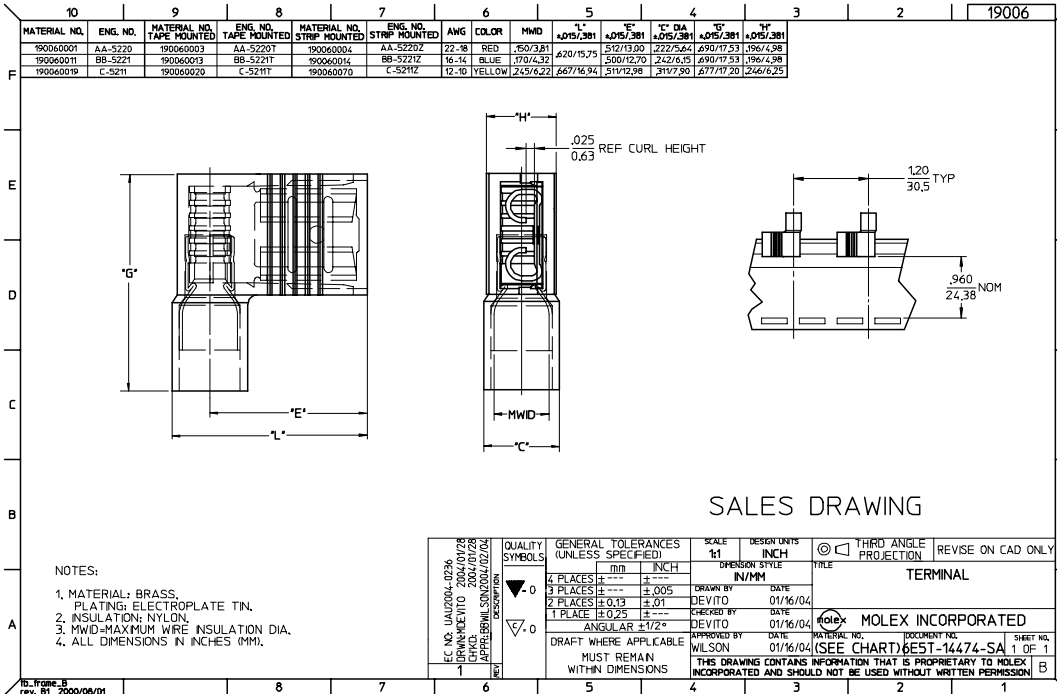 10 9 8 7 6 5 4 3 2 19006
MATERIAL NO. ENG. NO. MATERIAL NO. TAPE MOUNTED ENG. NO. TAPE MOUNTED MATERIAL NO. STRIP MOUNTED ENG. NO. STRIP MOUNTED AWG COLOR MWID "L" ±.015/.381 "E" ±.015/.381 "C" DIA ±.015/.381 "G" ±.015/.381 "H" ±.015/.381
190060001 AA-5220 190060003 AA-5220T 190060004 AA-5220Z 22-18 RED .150/3.81 .620/15.75 .512/13.00 .222/5.64 .690/17.53 .196/4.98
190060011 BB-5221 190060013 BB-5221T 190060014 BB-5221Z 16-14 BLUE .170/4.32 .500/12.70 .242/6.15 .690/17.53 .196/4.98
190060019 C-5211 190060020 C-5211T 190060070 C-5211Z 12-10 YELLOW .245/6.22 .667/16.94 .511/12.98 .311/7.90 .677/17.20 .246/6.25
F
E
D
C
B
A
"H"
.025
0.63
REF CURL HEIGHT
1.20
30.5
TYP
"G"
.960
24.38
NOM
"E"
"L"
MWID
"C"
SALES DRAWING
NOTES:
1. MATERIAL: BRASS.
PLATING: ELECTROPLATE TIN.
2. INSULATION: NYLON.
3. MWID=MAXIMUM WIRE INSULATION DIA.
4. ALL DIMENSIONS IN INCHES (MM).
EC NO: UAU2004-0236
DRWN:MDEVITO 2004/01/28
CH'KD: 2004/01/28
APPR:BBWILSON2004/02/04
1
REV
DESCRIPTION
QUALITY SYMBOLS
=0
=0
GENERAL TOLERANCES
(UNLESS SPECIFIED)
mm INCH
4 PLACES ±--- ±---
3 PLACES ±--- ±.005
2 PLACES ±0.13 ±.01
1 PLACE ±0.25 ±---
ANGULAR ±1/2°
DRAFT WHERE APPLICABLE
MUST REMAIN
WITHIN DIMENSIONS
SCALE
1:1
DESIGN UNITS
INCH
THIRD ANGLE PROJECTION
REVISE ON CAD ONLY
DIMENSION STYLE
IN/MM
TITLE
TERMINAL
DRAWN BY DATE
DEVITO 01/16/04
CHECKED BY DATE
DEVITO 01/16/04
molex MOLEX INCORPORATED
APPROVED BY DATE
WILSON 01/16/04
MATERIAL NO.
(SEE CHART)
DOCUMENT NO.
6EST-14474-SA
SHEET NO.
1 OF 1
THIS DRAWING CONTAINS INFORMATION THAT IS PROPRIETARY TO MOLEX
INCORPORATED AND SHOULD NOT BE USED WITHOUT WRITTEN PERMISSION
B
fb_frame_B
rev. B1 2000/08/01
8 7 6 5 4 3 2 1